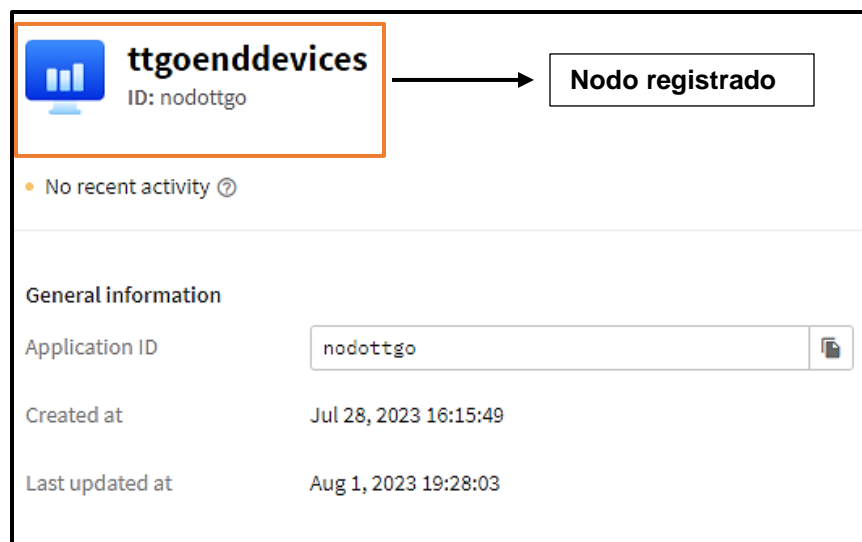 ttgoenddevices
ID: nodottgo
Nodo registrado
No recent activity
General information
Application ID
nodottgo
Created at
Jul 28, 2023 16:15:49
Last updated at
Aug 1, 2023 19:28:03